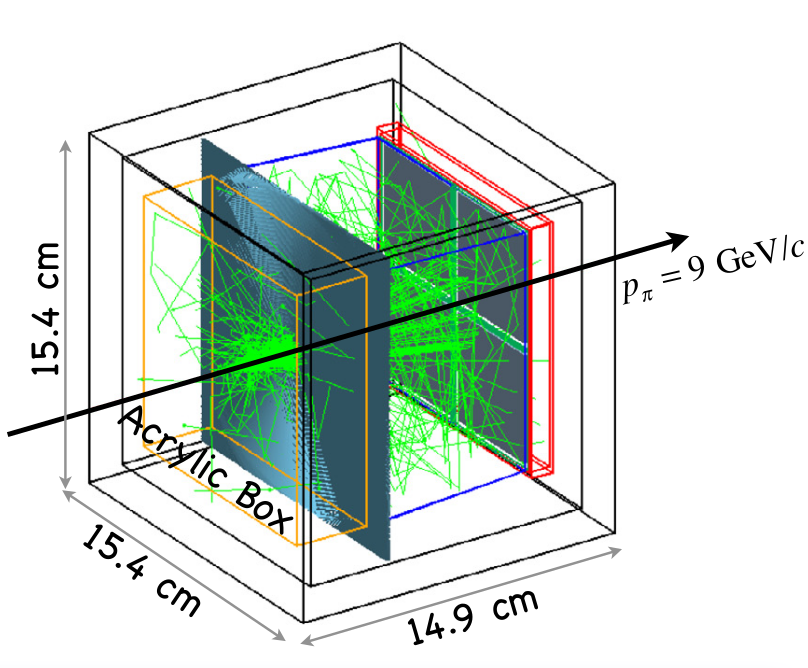 15.4 cm
p_π = 9 GeV/c
Acrylic Box
15.4 cm
14.9 cm